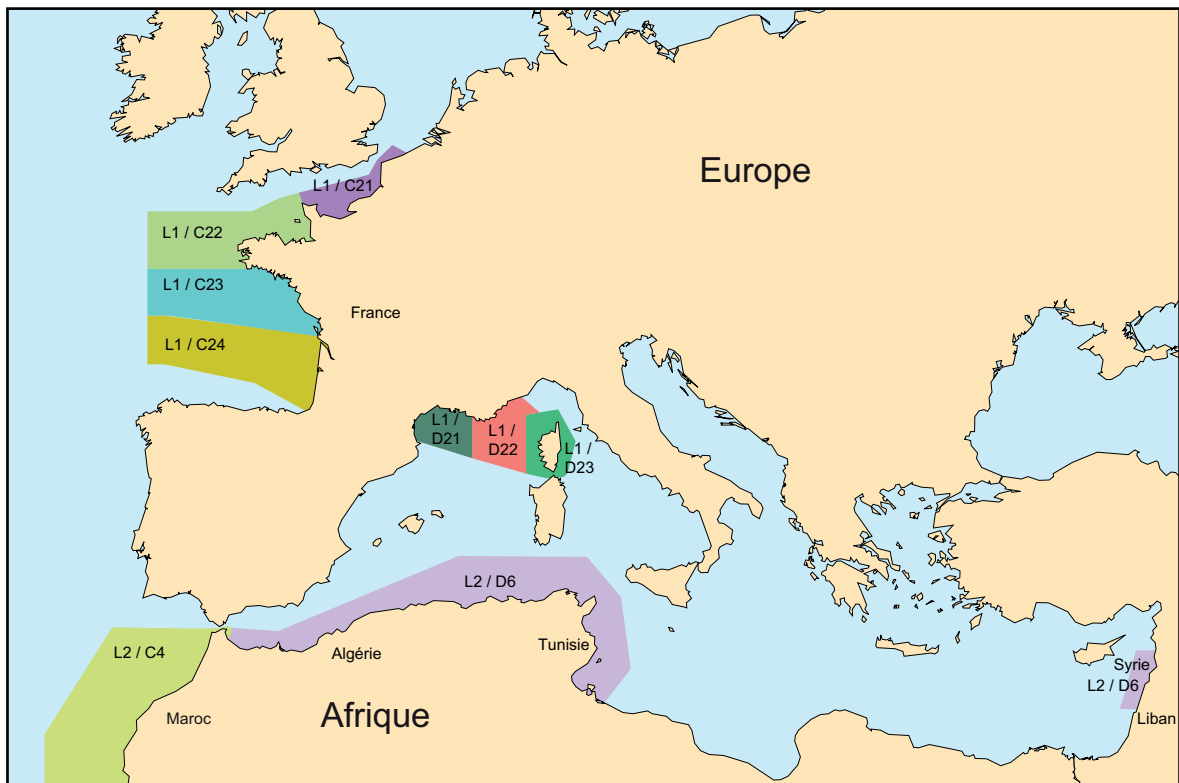 Europe
L1 / C21
L1 / C22
L1 / C23
France
L1 / C24
L1 /
D21
L1 /
D22
L1 /
D23
L2 / D6
Tunisie
Algérie
L2 / C4
Syrie
L2 / D6
Maroc
Afrique
Liban